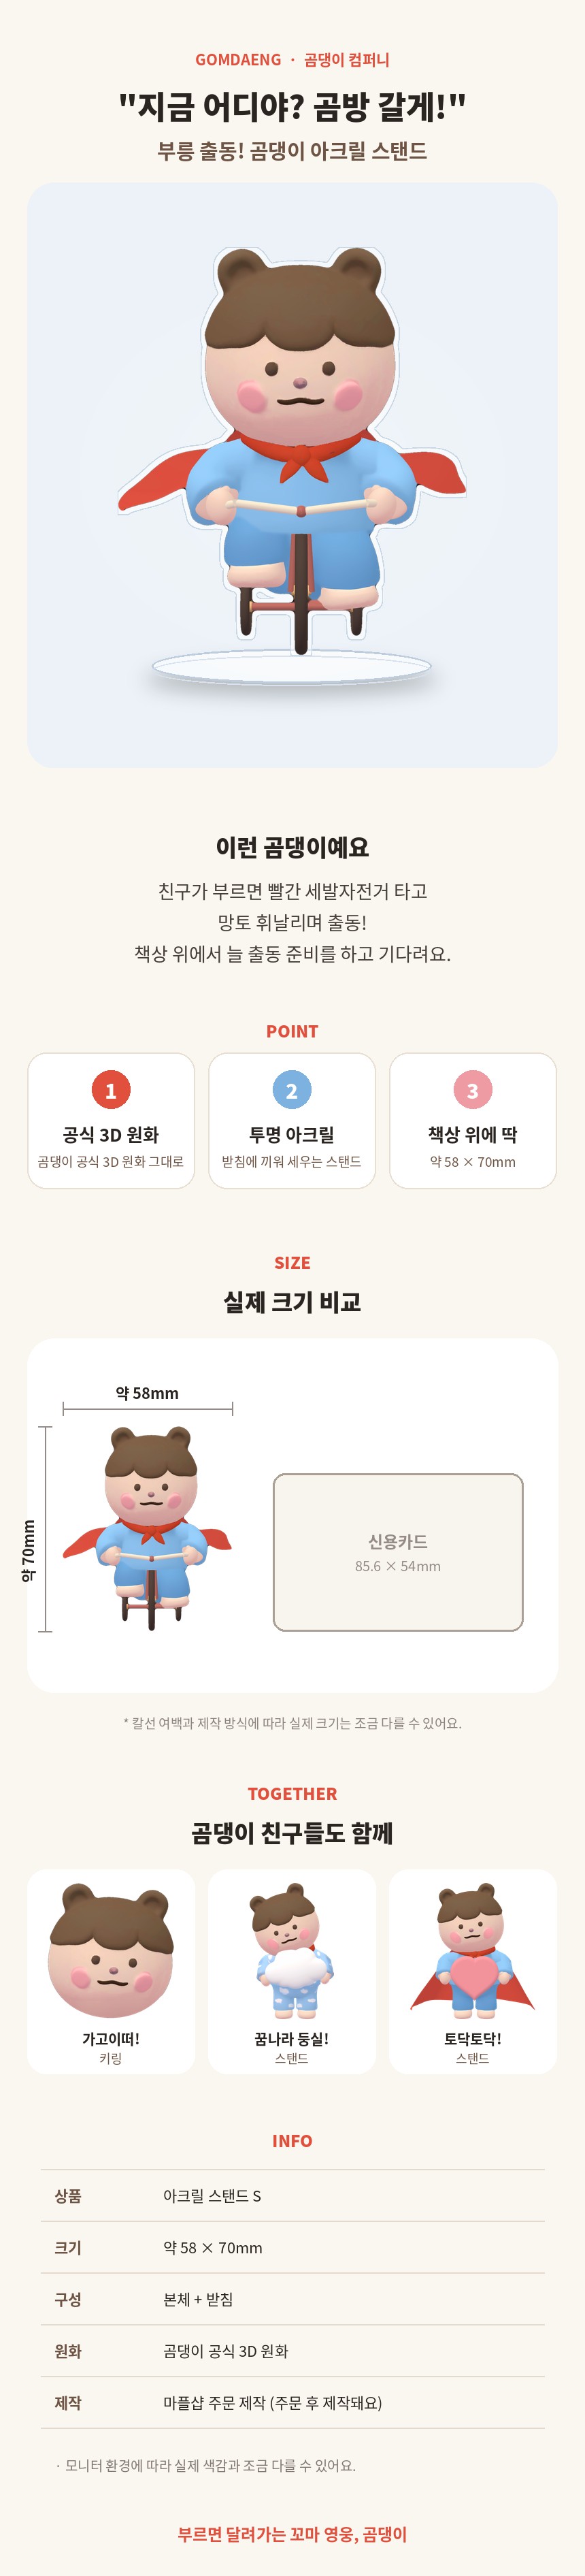 GOMDAENG · 곰댕이 컴퍼니
"지금 어디야? 곰방 갈게!"
부릉 출동! 곰댕이 아크릴 스탠드
이런 곰댕이예요
친구가 부르면 빨간 세발자전거 타고
망토 휘날리며 출동!
책상 위에서 늘 출동 준비를 하고 기다려요.
POINT
1
공식 3D 원화
곰댕이 공식 3D 원화 그대로
2
투명 아크릴
받침에 끼워 세우는 스탠드
3
책상 위에 딱
약 58 × 70mm
SIZE
실제 크기 비교
약 58mm
약 70mm
신용카드
85.6 × 54mm
* 칼선 여백과 제작 방식에 따라 실제 크기는 조금 다를 수 있어요.
TOGETHER
곰댕이 친구들도 함께
가고이떠!
키링
꿈나라 둥실!
스탠드
토닥토닥!
스탠드
INFO
상품 아크릴 스탠드 S
크기 약 58 × 70mm
구성 본체 + 받침
원화 곰댕이 공식 3D 원화
제작 마플샵 주문 제작 (주문 후 제작돼요)
· 모니터 환경에 따라 실제 색감과 조금 다를 수 있어요.
부르면 달려가는 꼬마 영웅, 곰댕이